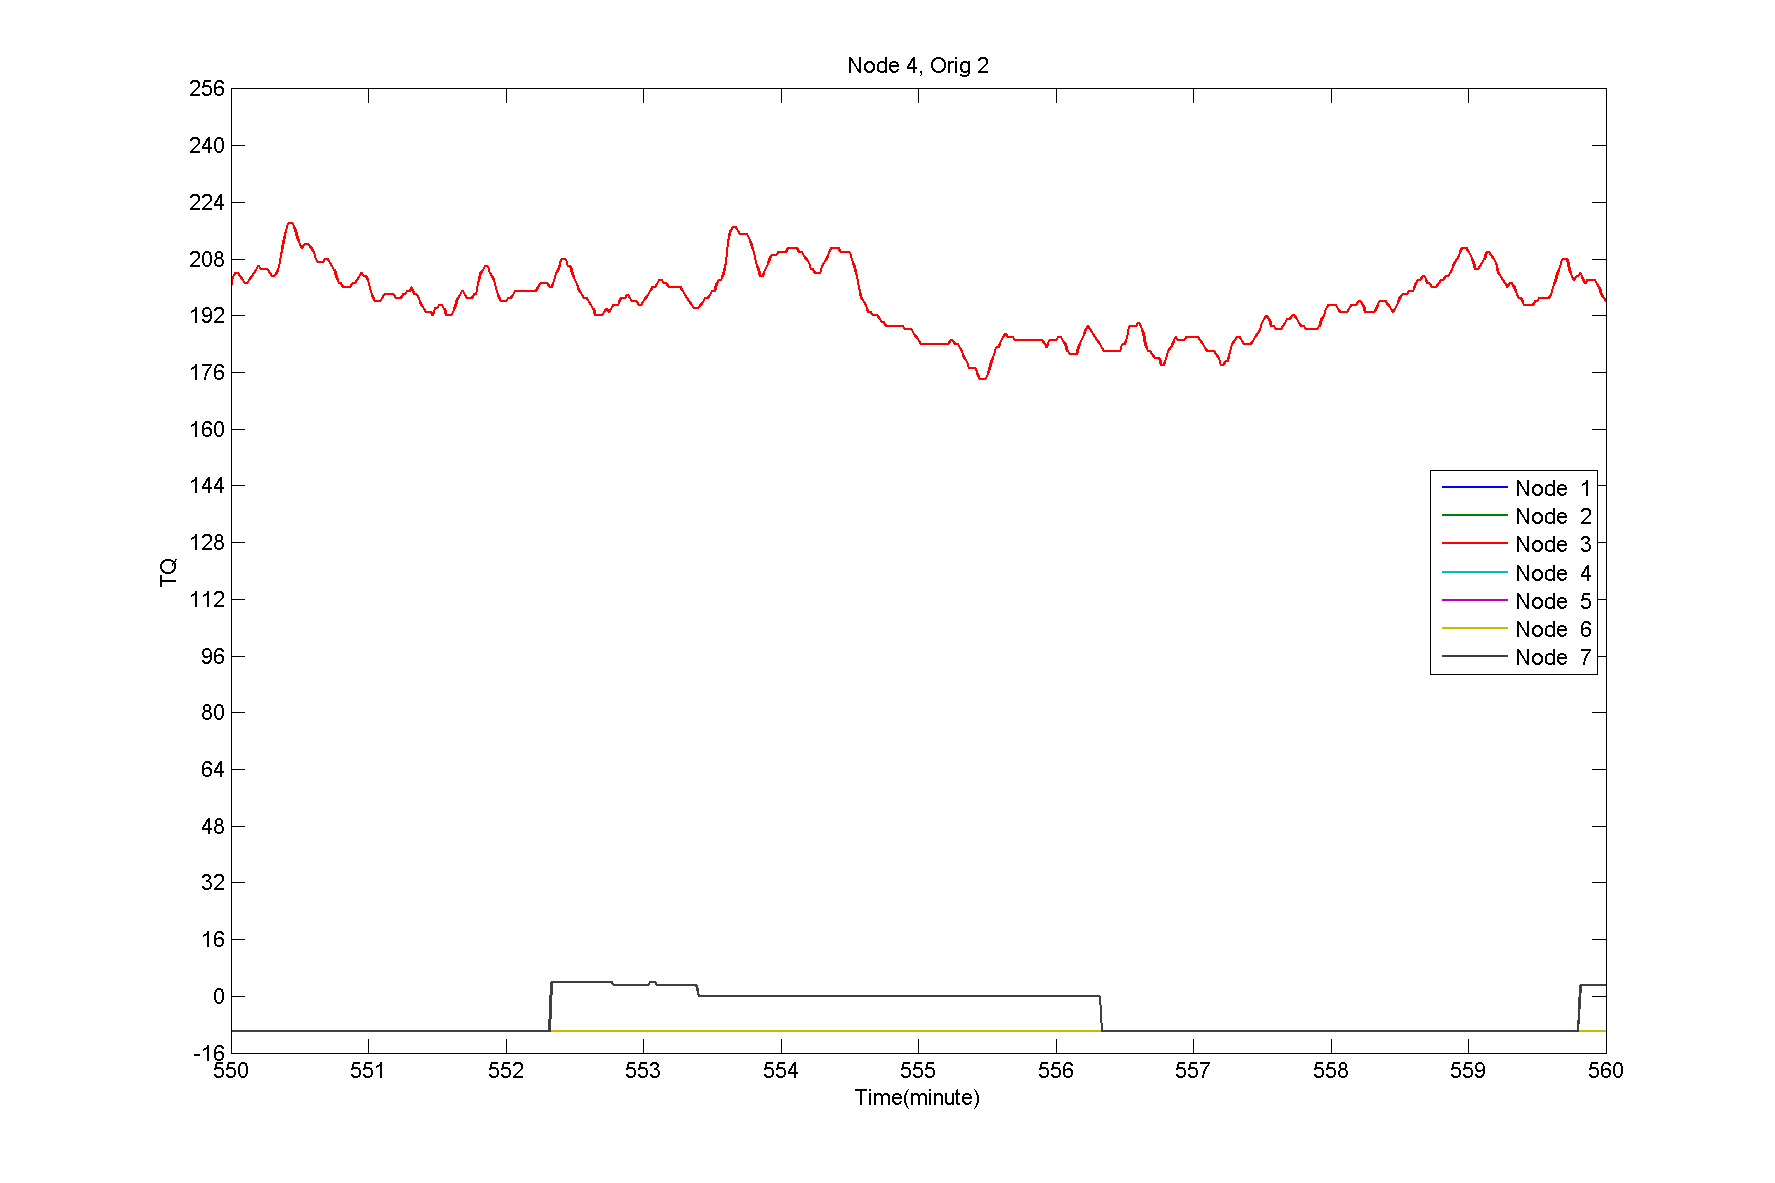 Node 4, Orig 2
256
240
224
208
192
176
160
144
128
112
96
80
64
48
32
16
0
-16
TQ
Node 1
Node 2
Node 3
Node 4
Node 5
Node 6
Node 7
550 551 552 553 554 555 556 557 558 559 560
Time(minute)